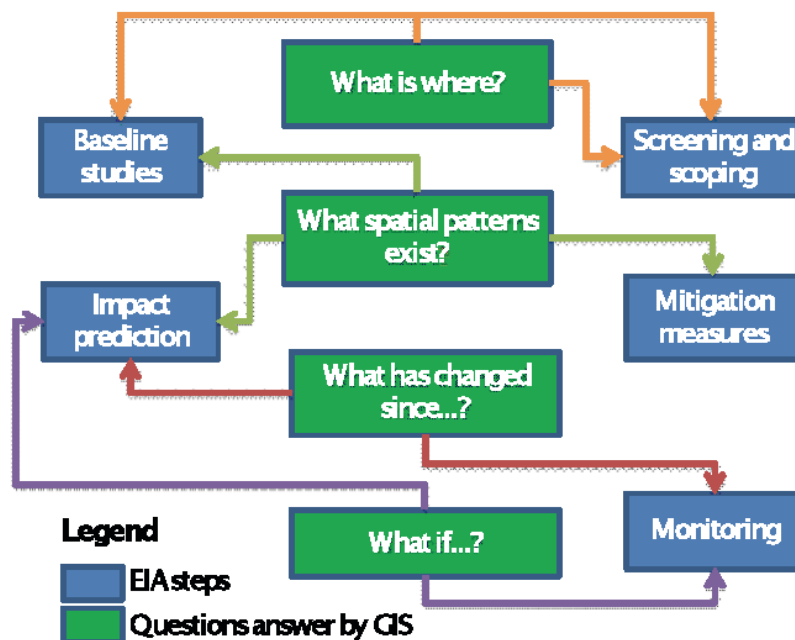 What is where?
Baseline
studies
Screening and
scoping
What spatial patterns
exist?
Impact
prediction
Mitigation
measures
What has changed
since...?
What if...?
Monitoring
Legend
EIA steps
Questions answer by GIS